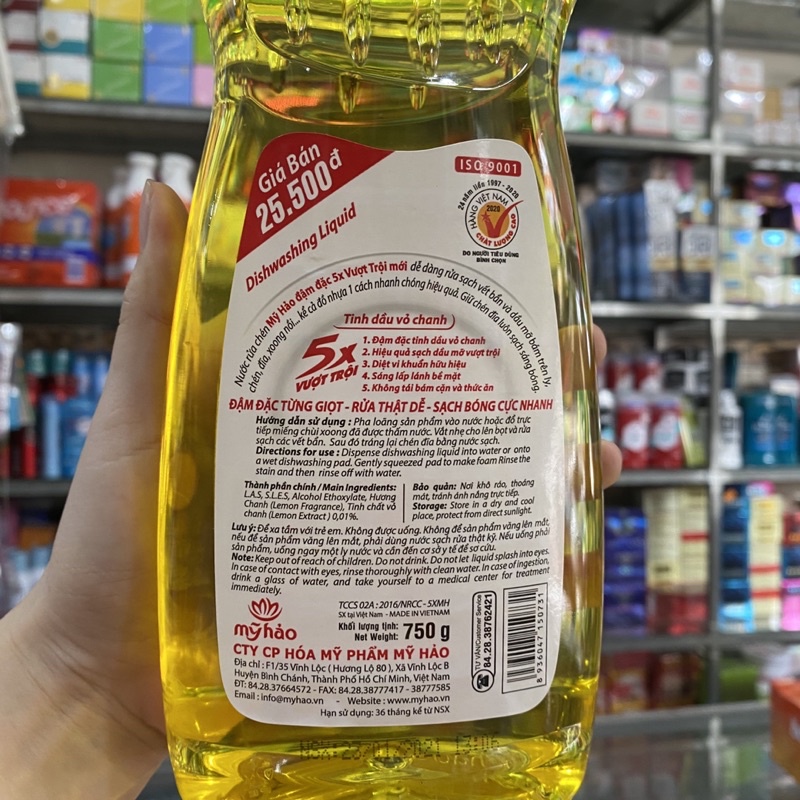 Giá Bán
25.500đ
Dishwashing Liquid
ISO 9001
24 năm liền 1997 - 2020
HÀNG VIỆT NAM
2020
CHẤT LƯỢNG CAO
DO NGƯỜI TIÊU DÙNG
BÌNH CHỌN
Nước rửa chén Mỹ Hảo đậm đặc 5x Vượt Trội mới dễ dàng rửa sạch vết bẩn và dầu mỡ bám trên ly,
chén, đĩa, xoong nồi... kể cả đồ nhựa 1 cách nhanh chóng hiệu quả. Giữ chén đĩa luôn sạch sáng bóng.
Tinh dầu vỏ chanh
5x
VƯỢT TRỘI
1. Đậm đặc tinh dầu vỏ chanh
2. Hiệu quả sạch dầu mỡ vượt trội
3. Diệt vi khuẩn hữu hiệu
4. Sáng lấp lánh bề mặt
5. Không tái bám cặn và thức ăn
ĐẬM ĐẶC TỪNG GIỌT - RỬA THẬT DỄ - SẠCH BÓNG CỰC NHANH
Hướng dẫn sử dụng : Pha loãng sản phẩm vào nước hoặc đổ trực
tiếp miếng chùi xoong đã được thấm nước. Vắt nhẹ cho lên bọt và rửa
sạch các vết bẩn. Sau đó tráng lại chén đĩa bằng nước sạch.
Directions for use : Dispense dishwashing liquid into water or onto
a wet dishwashing pad. Gently squeezed pad to make foam Rinse the
stain and then rinse off with water.
Thành phần chính / Main Ingredients:
L.A.S, S.L.E.S, Alcohol Ethoxylate, Hương
Chanh (Lemon Fragrance), Tinh chất vỏ
chanh (Lemon Extract ) 0,01%.
Bảo quản: Nơi khô ráo, thoáng
mát, tránh ánh nắng trực tiếp.
Storage: Store in a dry and cool
place, protect from direct sunlight.
Lưu ý: Để xa tầm với trẻ em. Không được uống. Không để sản phẩm văng lên mắt,
nếu để sản phẩm văng lên mắt, phải dùng nước sạch rửa thật kỹ. Nếu uống phải
sản phẩm, uống ngay một ly nước và cần đến cơ sở y tế để sơ cứu.
Note: Keep out of reach of children. Do not drink. Do not let liquid splash into eyes.
In case of contact with eyes, rinse thoroughly with clean water. In case of ingestion,
drink a glass of water, and take yourself to a medical center for treatment
immediately.
mỹ hảo
TCCS 02A : 2016/NRCC - 5XMH
SX tại Việt Nam - MADE IN VIETNAM
Khối lượng tịnh:
Net Weight: 750 g
CTY CP HÓA MỸ PHẨM MỸ HẢO
Địa chỉ : F1/35 Vĩnh Lộc ( Hương Lộ 80 ), Xã Vĩnh Lộc B
Huyện Bình Chánh, Thành Phố Hồ Chí Minh, Việt Nam
ĐT: 84.28.37664572 - FAX: 84.28.38777417 - 38777585
Email : info@myhao.vn - Website : www.myhao.vn
Hạn sử dụng: 36 tháng kể từ NSX
TƯ VẤN/Customer Service
84.28.38762421
8 936047 150731